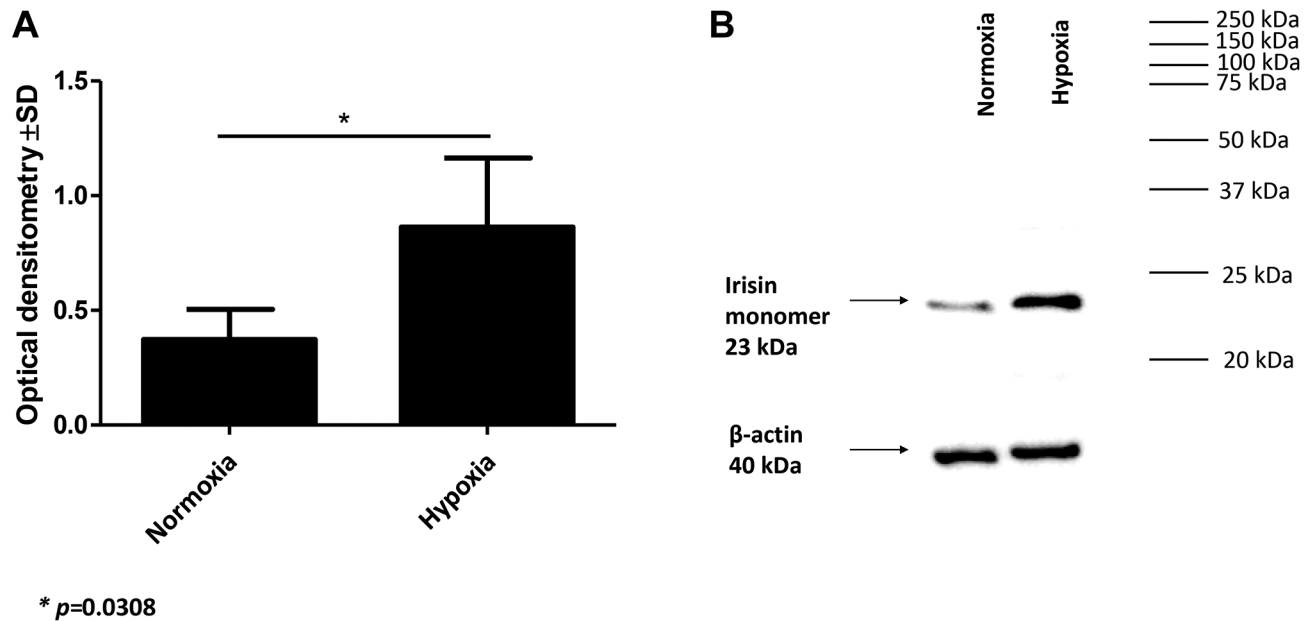 A
Optical densitometry ±SD
1.5
1.0
0.5
0.0
*
Normoxia
Hypoxia
* p=0.0308
B
Normoxia
Hypoxia
250 kDa
150 kDa
100 kDa
75 kDa
50 kDa
37 kDa
25 kDa
20 kDa
Irisin
monomer
23 kDa
β-actin
40 kDa